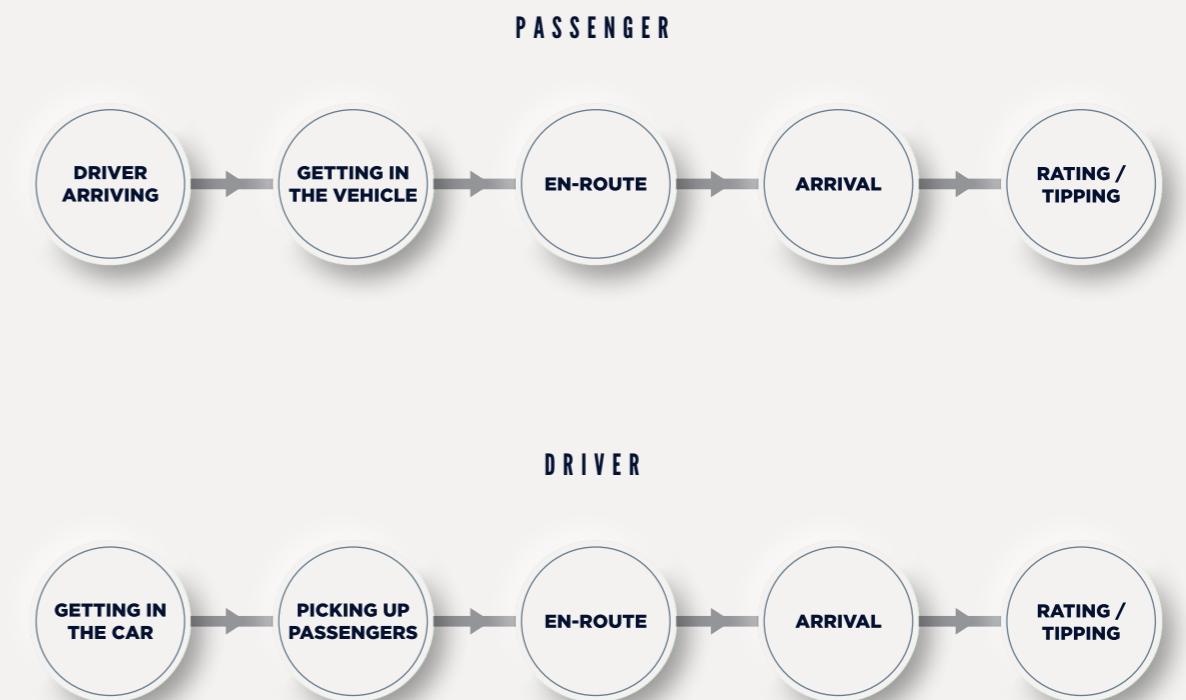 PASSENGER
DRIVER
ARRIVING
GETTING IN
THE VEHICLE
EN-ROUTE
ARRIVAL
RATING /
TIPPING
DRIVER
GETTING IN
THE CAR
PICKING UP
PASSENGERS
EN-ROUTE
ARRIVAL
RATING /
TIPPING